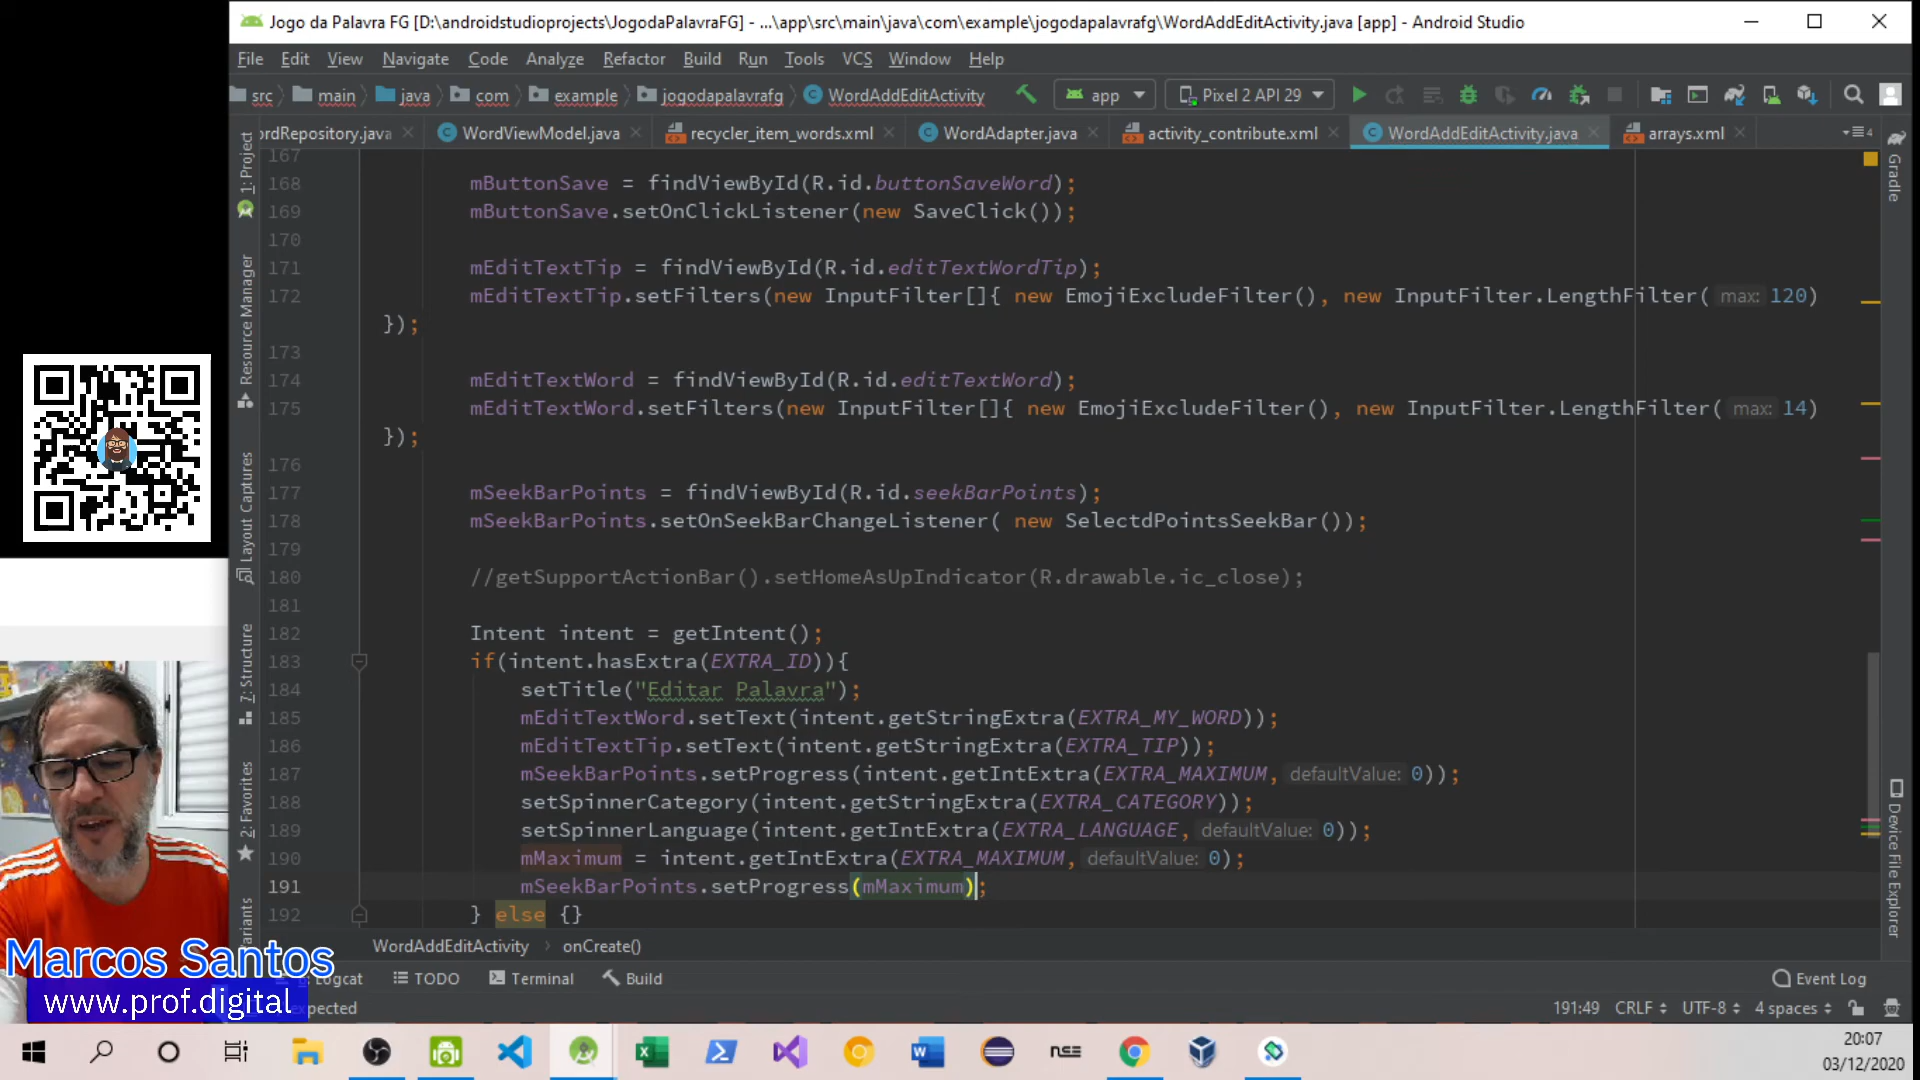 Jogo da Palavra FG [D:\androidstudioprojects\JogodaPalavraFG] - ...\app\src\main\java\com\example\jogodapalavrafg\WordAddEditActivity.java [app] - Android Studio
File Edit View Navigate Code Analyze Refactor Build Run Tools VCS Window Help
src main java com example jogodapalavrafg WordAddEditActivity app Pixel 2 API 29
ordRepository.java WordViewModel.java recycler_item_words.xml WordAdapter.java activity_contribute.xml WordAddEditActivity.java arrays.xml 4
1: Project
Resource Manager
Layout Captures
7: Structure
2: Favorites
ariants
Gradle
Device File Explorer
167
168 mButtonSave = findViewById(R.id.buttonSaveWord);
169 mButtonSave.setOnClickListener(new SaveClick());
170
171 mEditTextTip = findViewById(R.id.editTextWordTip);
172 mEditTextTip.setFilters(new InputFilter[]{ new EmojiExcludeFilter(), new InputFilter.LengthFilter( max: 120)
});
173
174 mEditTextWord = findViewById(R.id.editTextWord);
175 mEditTextWord.setFilters(new InputFilter[]{ new EmojiExcludeFilter(), new InputFilter.LengthFilter( max: 14)
});
176
177 mSeekBarPoints = findViewById(R.id.seekBarPoints);
178 mSeekBarPoints.setOnSeekBarChangeListener( new SelectdPointsSeekBar());
179
180 //getSupportActionBar().setHomeAsUpIndicator(R.drawable.ic_close);
181
182 Intent intent = getIntent();
183 if(intent.hasExtra(EXTRA_ID)){
184 setTitle("Editar Palavra");
185 mEditTextWord.setText(intent.getStringExtra(EXTRA_MY_WORD));
186 mEditTextTip.setText(intent.getStringExtra(EXTRA_TIP));
187 mSeekBarPoints.setProgress(intent.getIntExtra(EXTRA_MAXIMUM, defaultValue: 0));
188 setSpinnerCategory(intent.getStringExtra(EXTRA_CATEGORY));
189 setSpinnerLanguage(intent.getIntExtra(EXTRA_LANGUAGE, defaultValue: 0));
190 mMaximum = intent.getIntExtra(EXTRA_MAXIMUM, defaultValue: 0);
191 mSeekBarPoints.setProgress(mMaximum);
192 } else {}
WordAddEditActivity onCreate()
Marcos Santos
www.prof.digital
ogcat TODO Terminal Build Event Log
expected 191:49 CRLF UTF-8 4 spaces
nse
20:07
03/12/2020